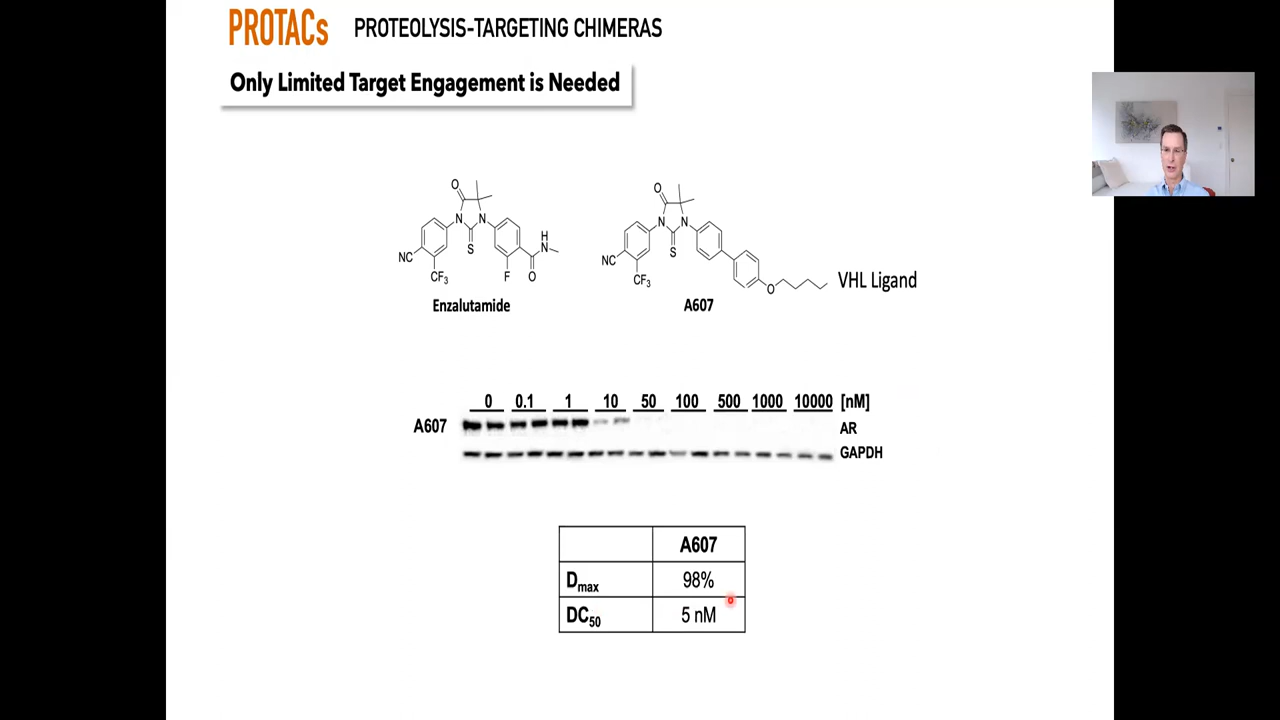 PROTACs PROTEOLYSIS-TARGETING CHIMERAS
Only Limited Target Engagement is Needed
O
N
N
S
NC
CF3
F
O
H
N
Enzalutamide
O
N
N
S
NC
CF3
O
VHL Ligand
A607
0 0.1 1 10 50 100 500 1000 10000 [nM]
A607 AR
GAPDH
A607
Dmax 98%
DC50 5 nM